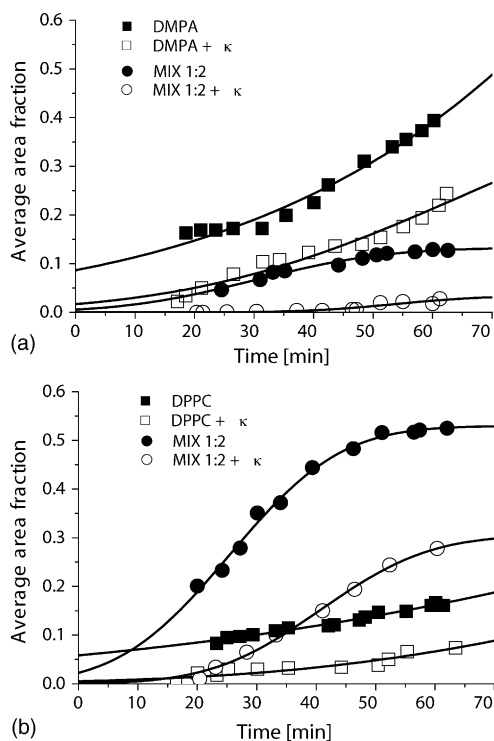 DMPA
DMPA + κ
MIX 1:2
MIX 1:2 + κ
Average area fraction
0.6
0.5
0.4
0.3
0.2
0.1
0.0
0 10 20 30 40 50 60 70
Time [min]
(a)
DPPC
DPPC + κ
MIX 1:2
MIX 1:2 + κ
Average area fraction
0.6
0.5
0.4
0.3
0.2
0.1
0.0
0 10 20 30 40 50 60 70
Time [min]
(b)